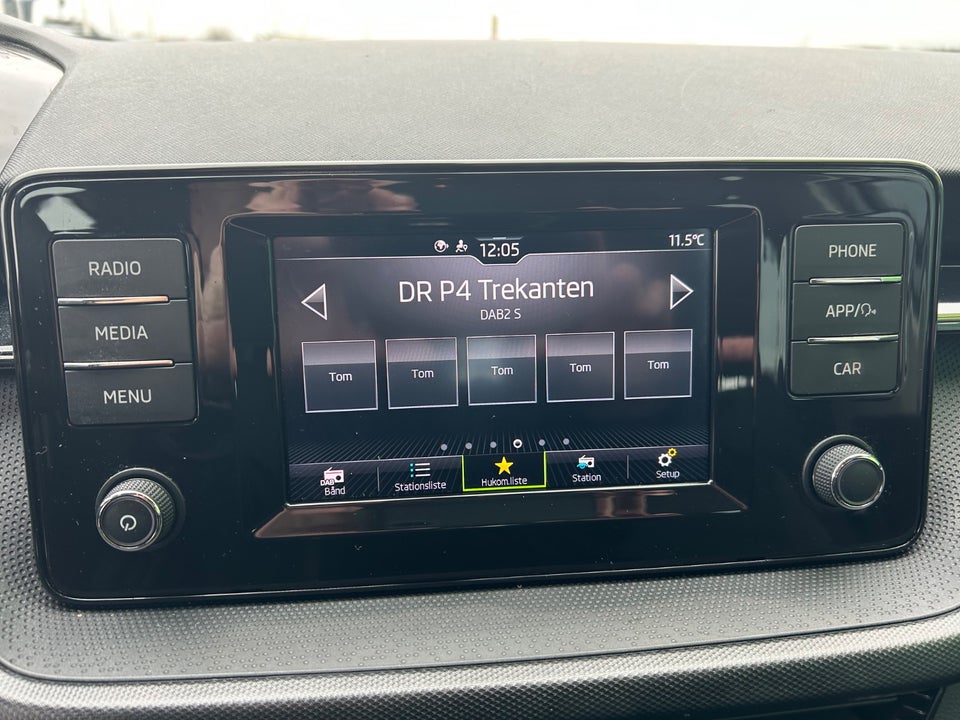 RADIO
MEDIA
MENU
12:05
11.5°C
DR P4 Trekanten
DAB2 S
Tom
Tom
Tom
Tom
Tom
DAB
Bånd
Stationsliste
Hukom.liste
Station
Setup
PHONE
APP/
CAR